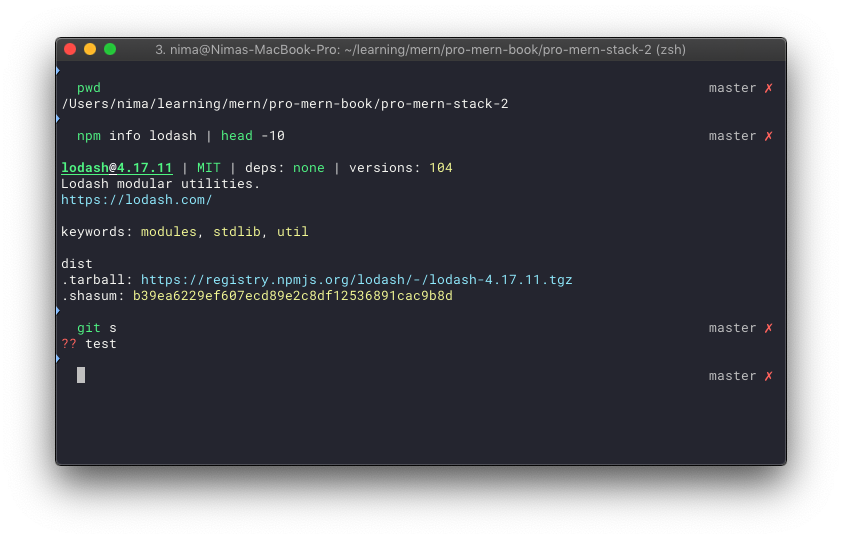 3. nima@Nimas-MacBook-Pro: ~/learning/mern/pro-mern-book/pro-mern-stack-2 (zsh)
pwd master ✗
/Users/nima/learning/mern/pro-mern-book/pro-mern-stack-2
npm info lodash | head -10 master ✗
lodash@4.17.11 | MIT | deps: none | versions: 104
Lodash modular utilities.
https://lodash.com/
keywords: modules, stdlib, util
dist
.tarball: https://registry.npmjs.org/lodash/-/lodash-4.17.11.tgz
.shasum: b39ea6229ef607ecd89e2c8df12536891cac9b8d
git s master ✗
?? test
master ✗